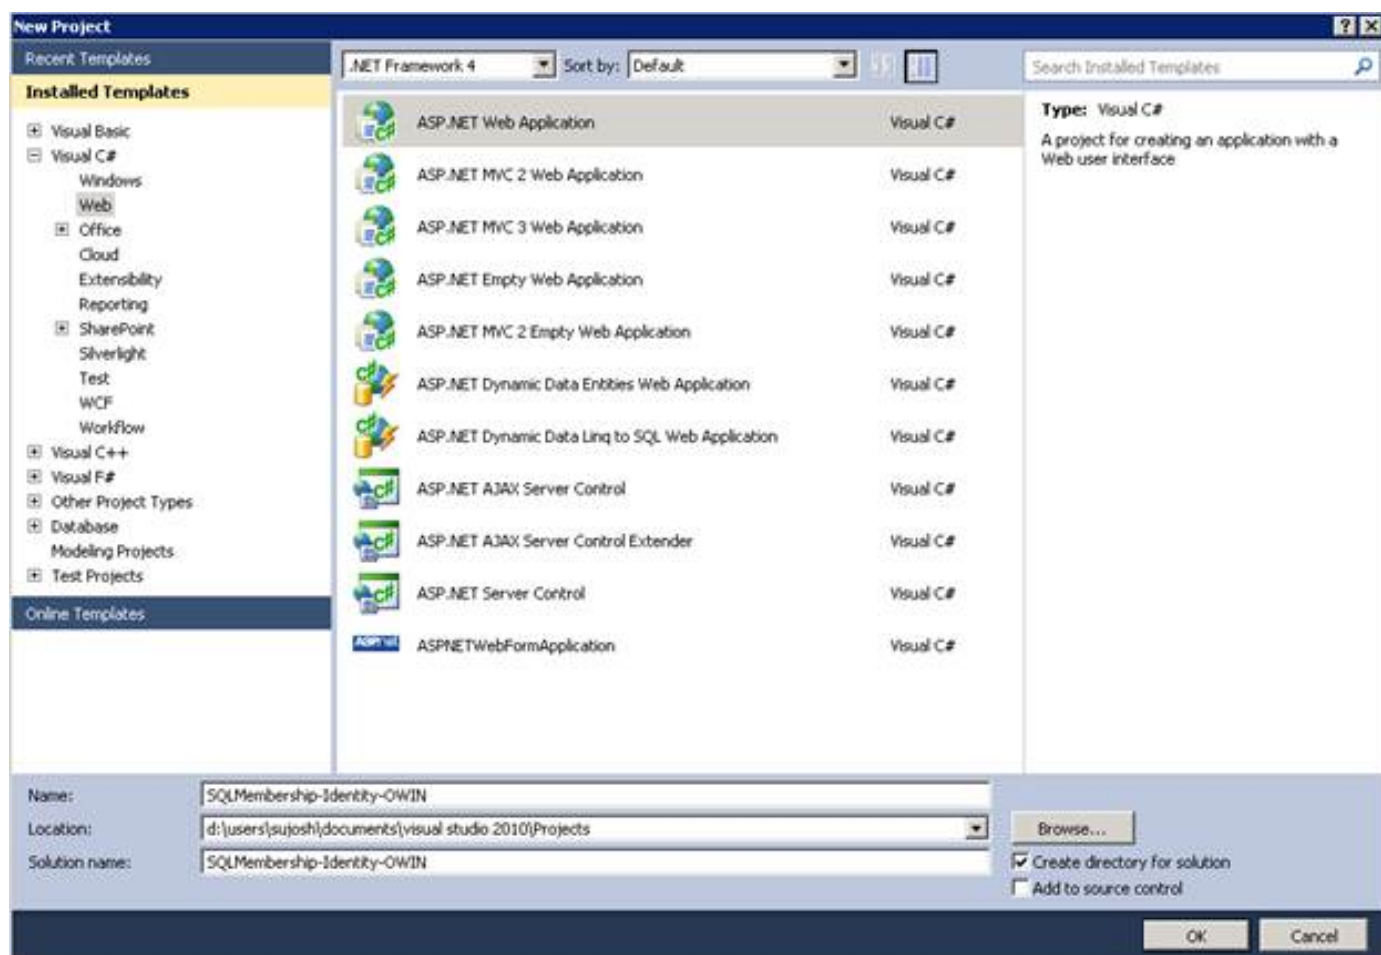 New Project
Recent Templates
Installed Templates
Visual Basic
Visual C#
Windows
Web
Office
Cloud
Extensibility
Reporting
SharePoint
Silverlight
Test
WCF
Workflow
Visual C++
Visual F#
Other Project Types
Database
Modeling Projects
Test Projects
Online Templates
.NET Framework 4 Sort by: Default
ASP.NET Web Application Visual C#
ASP.NET MVC 2 Web Application Visual C#
ASP.NET MVC 3 Web Application Visual C#
ASP.NET Empty Web Application Visual C#
ASP.NET MVC 2 Empty Web Application Visual C#
ASP.NET Dynamic Data Entities Web Application Visual C#
ASP.NET Dynamic Data Linq to SQL Web Application Visual C#
ASP.NET AJAX Server Control Visual C#
ASP.NET AJAX Server Control Extender Visual C#
ASP.NET Server Control Visual C#
ASPNETWebFormApplication Visual C#
Search Installed Templates
Type: Visual C#
A project for creating an application with a
Web user interface
Name: SQLMembership-Identity-OWIN
Location: d:\users\sujosh\documents\visual studio 2010\Projects
Browse...
Solution name: SQLMembership-Identity-OWIN
Create directory for solution
Add to source control
OK Cancel